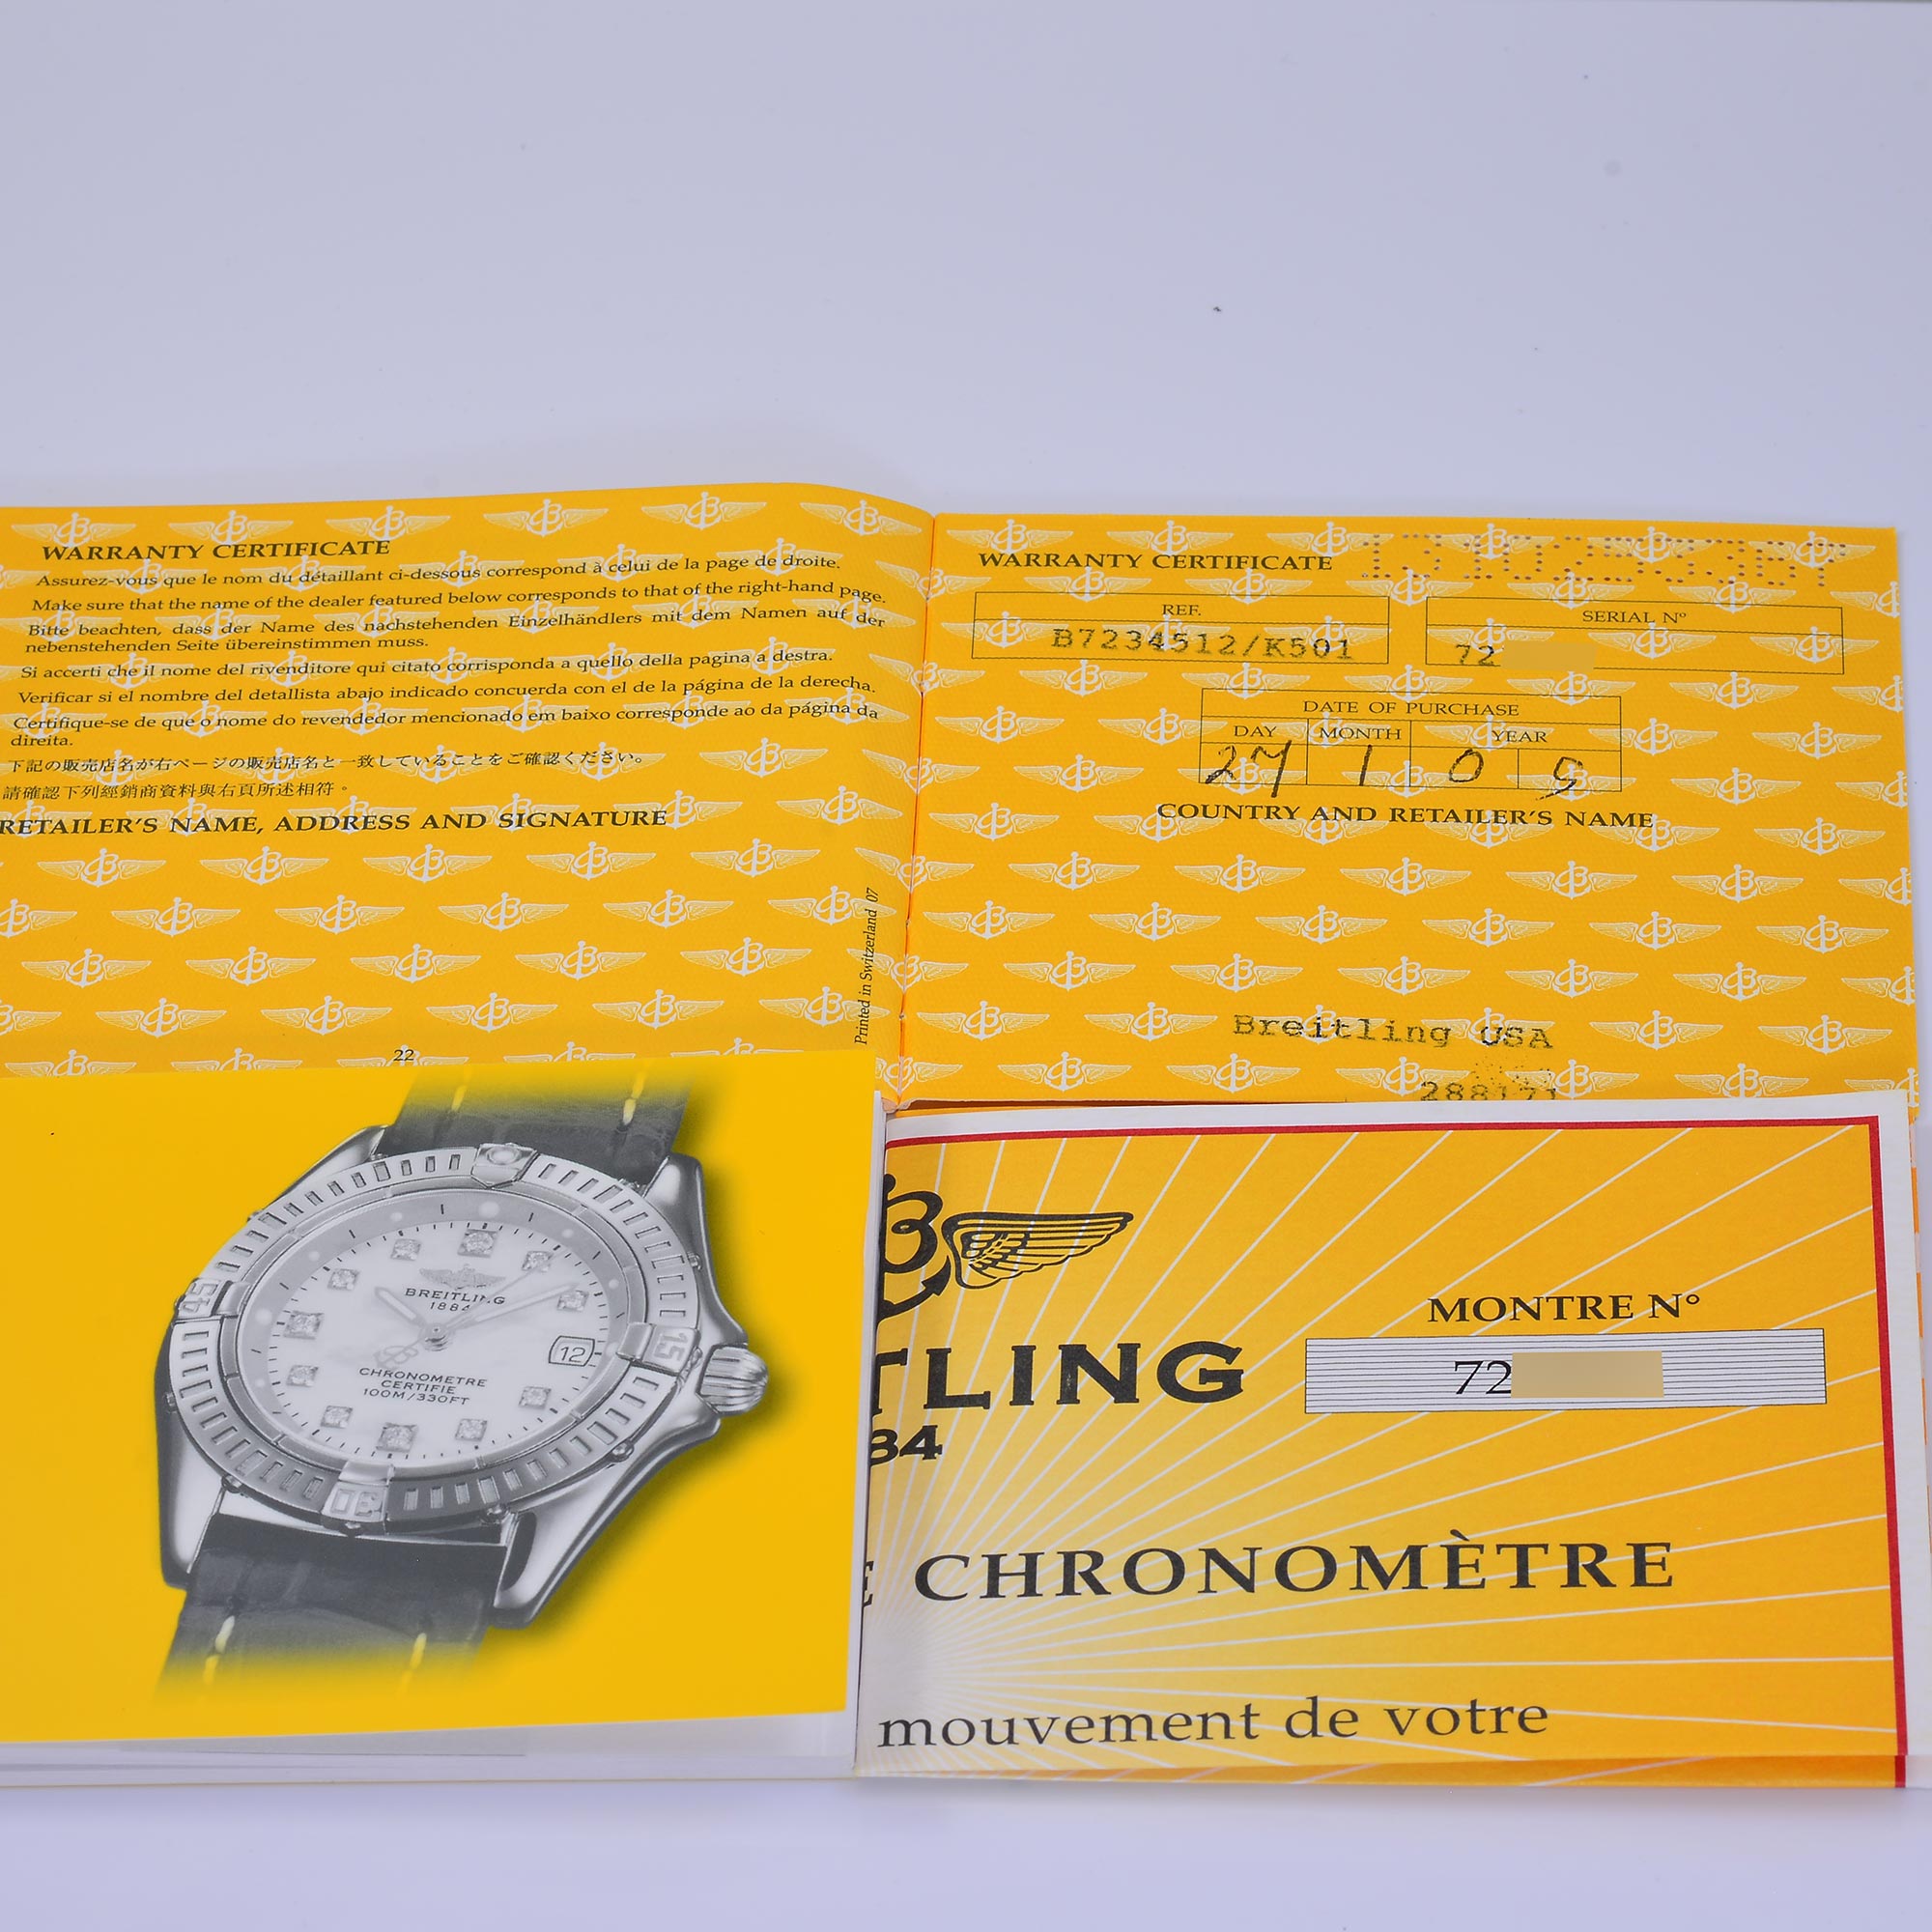 WARRANTY CERTIFICATE
Assurez-vous que le nom du détaillant ci-dessous correspond à celui de la page de droite.
Make sure that the name of the dealer featured below corresponds to that of the right-hand page.
Bitte beachten, dass der Name des nachstehenden Einzelhändlers mit dem Namen auf der
nebenstehenden Seite übereinstimmen muss.
Si accerti che il nome del rivenditore qui citato corrisponda a quello della pagina a destra.
Verificar si el nombre del detallista abajo indicado concuerda con el de la página de la derecha.
Certifique-se de que o nome do revendedor mencionado em baixo corresponde ao da página da
direita.
下記の販売店名が右ページの販売店名と一致していることをご確認ください。
請確認下列經銷商資料與右頁所述相符。
RETAILER'S NAME, ADDRESS AND SIGNATURE
Printed in Switzerland 07
22
WARRANTY CERTIFICATE
REF.
B7234512/K501
SERIAL Nº
72
DATE OF PURCHASE
DAY MONTH YEAR
27 1 0 9
COUNTRY AND RETAILER'S NAME
Breitling USA
288171
BREITLING
1884
12
CHRONOMETRE
CERTIFIE
100M/330FT
45
15
30
B
TLING
84
MONTRE N°
72
E CHRONOMÈTRE
mouvement de votre